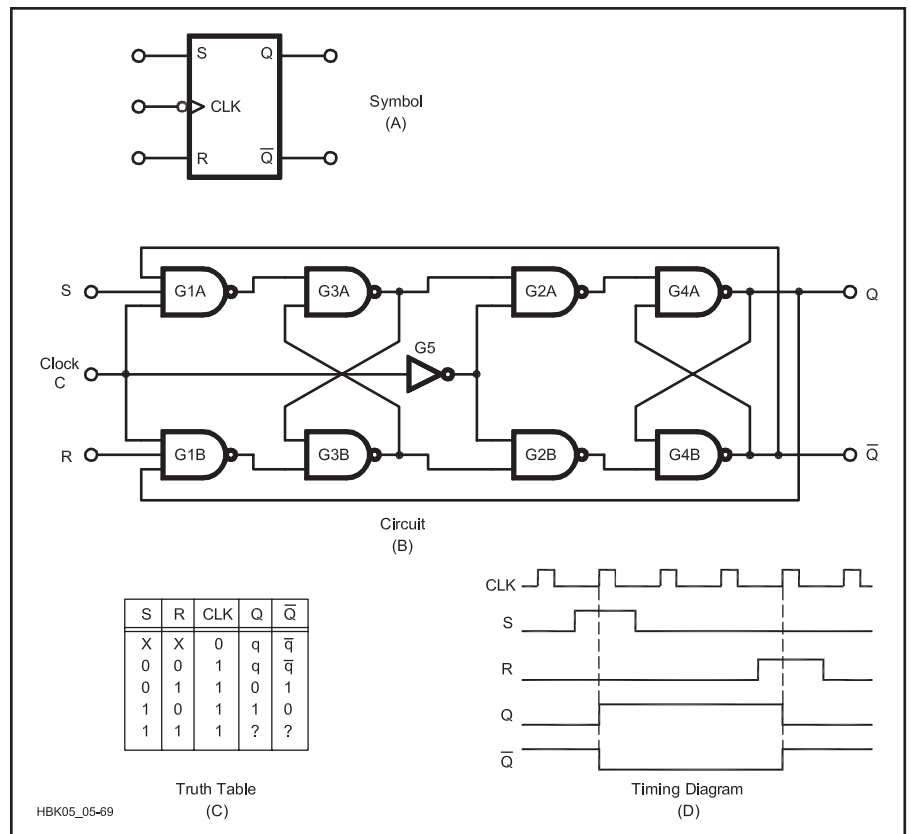 S Q
CLK
R Q̅
Symbol
(A)
G1A G3A G2A G4A
S Q
G5
Clock
C
R Q̅
G1B G3B G2B G4B
Circuit
(B)
S R CLK Q Q̅
X X 0 q q̅
0 0 1 q q̅
0 1 1 0 1
1 0 1 1 0
1 1 1 ? ?
Truth Table
(C)
CLK
S
R
Q
Q̅
Timing Diagram
(D)
HBK05_05-69